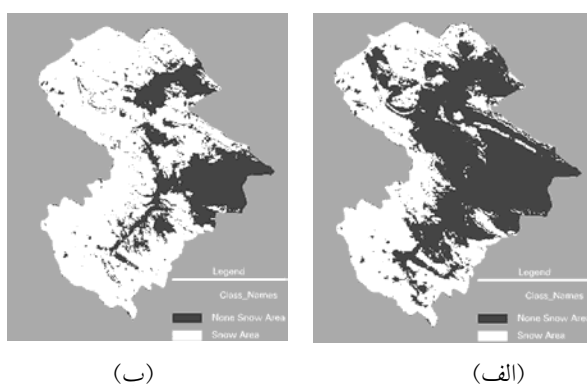 Legend
Class_Names
None Snow Area
Snow Area
Legend
Class_Names
None Snow Area
Snow Area
(ب)
(الف)